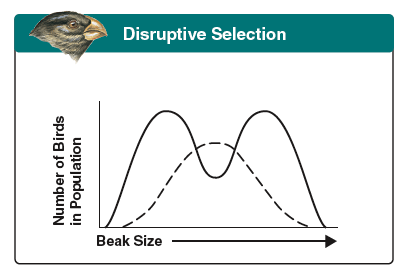 Disruptive Selection
Number of Birds
in Population
Beak Size